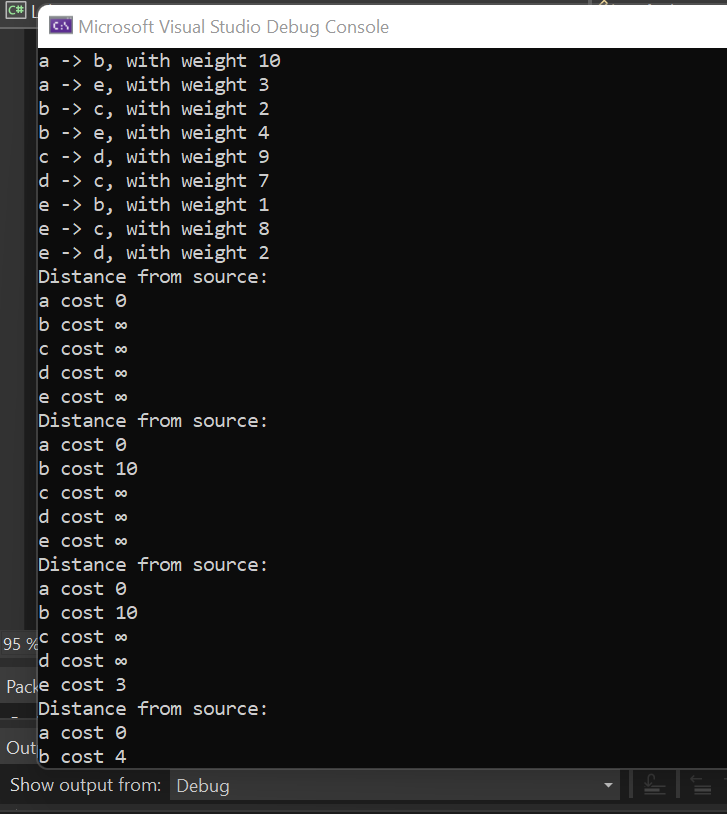 C#
C:\
Microsoft Visual Studio Debug Console
a -> b, with weight 10
a -> e, with weight 3
b -> c, with weight 2
b -> e, with weight 4
c -> d, with weight 9
d -> c, with weight 7
e -> b, with weight 1
e -> c, with weight 8
e -> d, with weight 2
Distance from source:
a cost 0
b cost ∞
c cost ∞
d cost ∞
e cost ∞
Distance from source:
a cost 0
b cost 10
c cost ∞
d cost ∞
e cost ∞
Distance from source:
a cost 0
b cost 10
95 %
c cost ∞
d cost ∞
Pack
e cost 3
Distance from source:
a cost 0
Out
b cost 4
Show output from: Debug